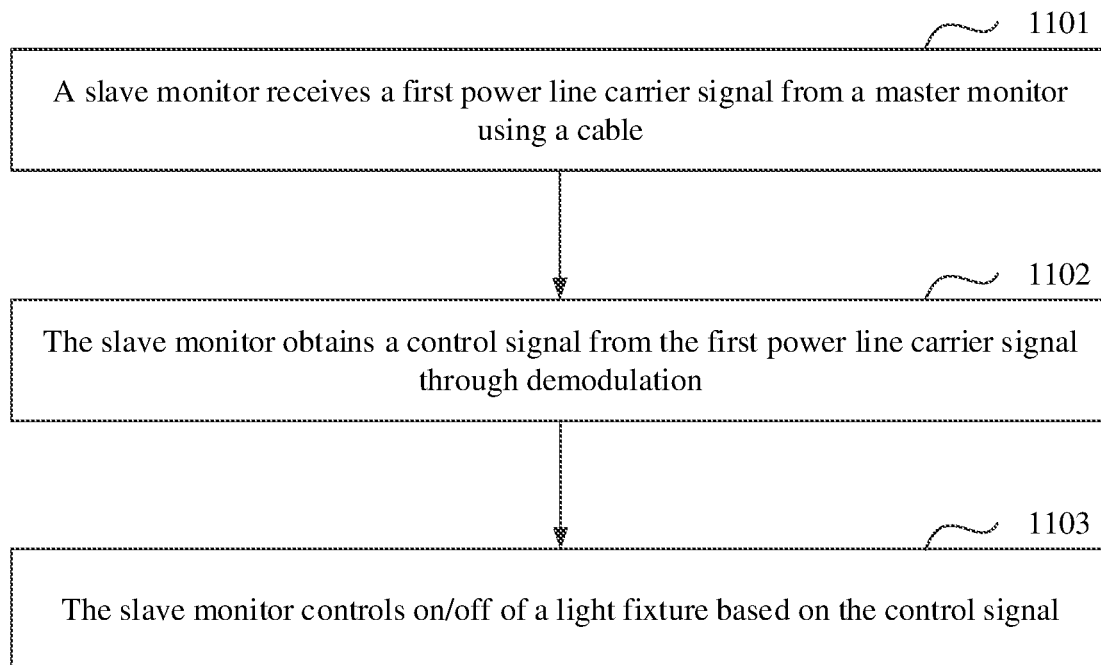 1101
A slave monitor receives a first power line carrier signal from a master monitor
using a cable
1102
The slave monitor obtains a control signal from the first power line carrier signal
through demodulation
1103
The slave monitor controls on/off of a light fixture based on the control signal